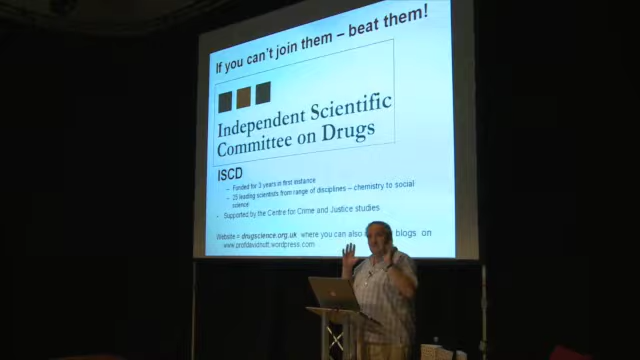 If you can't join them – beat them!
Independent Scientific
Committee on Drugs
ISCD
– Funded for 3 years in first instance
– 25 leading scientists from range of disciplines – chemistry to social
science
- Supported by the Centre for Crime and Justice studies
Website = drugscience.org.uk where you can also blogs on
www.profdavidnutt.wordpress.com